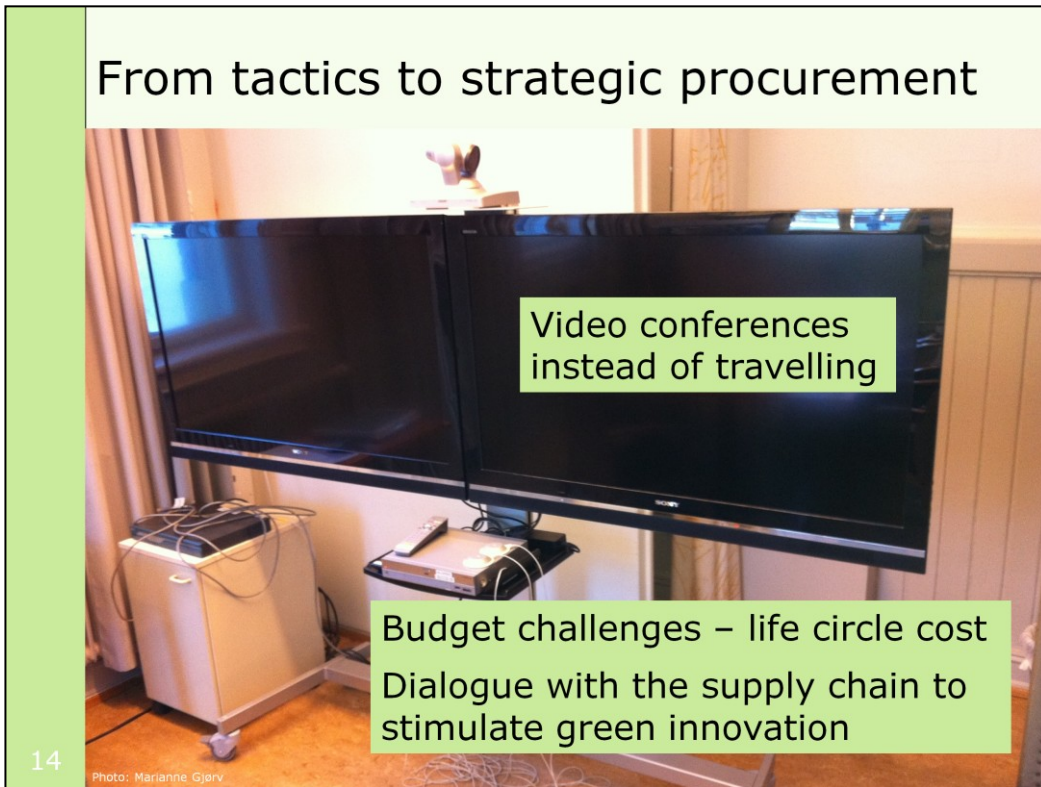 From tactics to strategic procurement
Video conferences
instead of travelling
SONY
Budget challenges – life circle cost
Dialogue with the supply chain to
stimulate green innovation
14
Photo: Marianne Gjørv